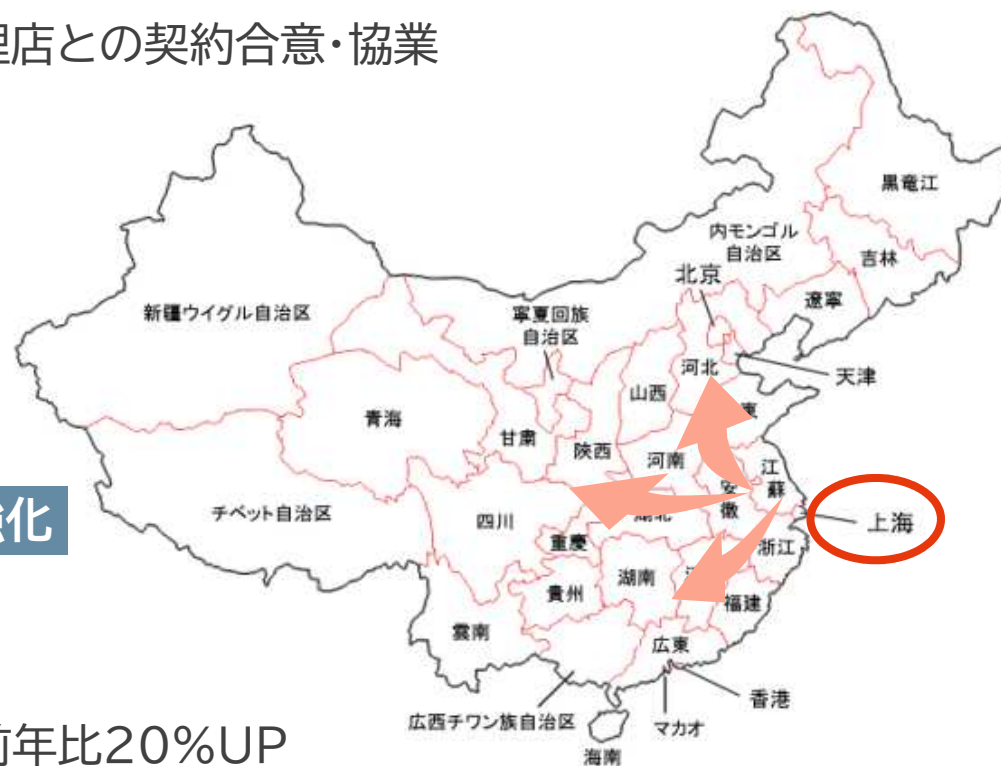 理店との契約合意・協業
黒竜江
内モンゴル
自治区
吉林
北京
遼寧
新疆ウイグル自治区
寧夏回族
自治区
天津
河北
山西
青海
甘粛
東
陝西
河南
江
蘇
安
徽
強化
チベット自治区
四川
湖北
上海
重慶
浙江
湖南
貴州
福建
雲南
広東
香港
広西チワン族自治区
マカオ
海南
前年比20%UP